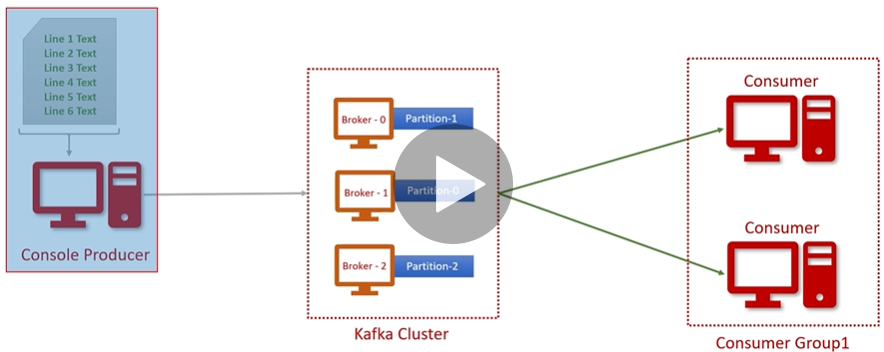 Line 1 Text
Line 2 Text
Line 3 Text
Line 4 Text
Line 5 Text
Line 6 Text
Console Producer
Broker - 0
Partition-1
Broker - 1
Partition-0
Broker - 2
Partition-2
Kafka Cluster
Consumer
Consumer
Consumer Group1